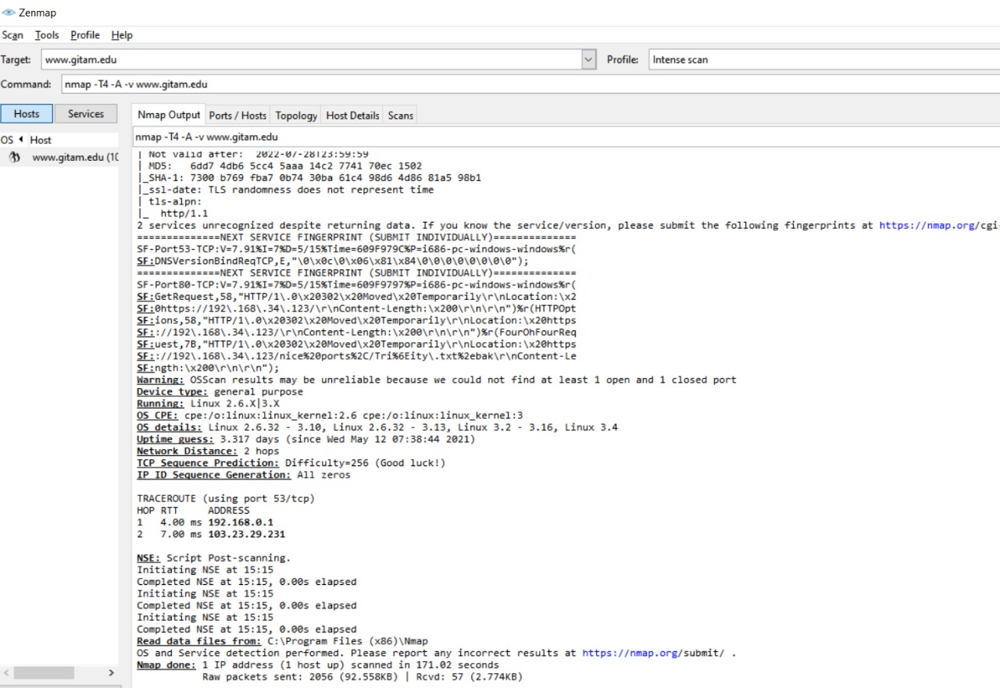 Zenmap
Scan Tools Profile Help
Target: www.gitam.edu Profile: Intense scan
Command: nmap -T4 -A -v www.gitam.edu
Hosts Services
Nmap Output Ports / Hosts Topology Host Details Scans
OS Host
nmap -T4 -A -v www.gitam.edu
www.gitam.edu (10
| Not valid after:  2022-07-28T23:59:59
| MD5:   6dd7 4db6 5cc4 5aaa 14c2 7741 70ec 1502
|_SHA-1: 7300 b769 fba7 0b74 30ba 61c4 98d6 4d86 81a5 98b1
|_ssl-date: TLS randomness does not represent time
| tls-alpn:
|_  http/1.1
2 services unrecognized despite returning data. If you know the service/version, please submit the following fingerprints at https://nmap.org/cgi-
==============NEXT SERVICE FINGERPRINT (SUBMIT INDIVIDUALLY)==============
SF-Port53-TCP:V=7.91%I=7%D=5/15%Time=609F979C%P=i686-pc-windows-windows%r(
SF:DNSVersionBindReqTCP,E,"\0\x0c\0\x06\x81\x84\0\0\0\0\0\0\0\0");
==============NEXT SERVICE FINGERPRINT (SUBMIT INDIVIDUALLY)==============
SF-Port80-TCP:V=7.91%I=7%D=5/15%Time=609F9797%P=i686-pc-windows-windows%r(
SF:GetRequest,58,"HTTP/1\.0\x20302\x20Moved\x20Temporarily\r\nLocation:\x2
SF:0https://192\.168\.34\.123/\r\nContent-Length:\x200\r\n\r\n")%r(HTTPOpt
SF:ions,58,"HTTP/1\.0\x20302\x20Moved\x20Temporarily\r\nLocation:\x20https
SF:://192\.168\.34\.123/\r\nContent-Length:\x200\r\n\r\n")%r(FourOhFourReq
SF:uest,7B,"HTTP/1\.0\x20302\x20Moved\x20Temporarily\r\nLocation:\x20https
SF:://192\.168\.34\.123/nice%20ports%2C/Tri%6Eity\.txt%2ebak\r\nContent-Le
SF:ngth:\x200\r\n\r\n");
Warning: OSScan results may be unreliable because we could not find at least 1 open and 1 closed port
Device type: general purpose
Running: Linux 2.6.X|3.X
OS CPE: cpe:/o:linux:linux_kernel:2.6 cpe:/o:linux:linux_kernel:3
OS details: Linux 2.6.32 - 3.10, Linux 2.6.32 - 3.13, Linux 3.2 - 3.16, Linux 3.4
Uptime guess: 3.317 days (since Wed May 12 07:38:44 2021)
Network Distance: 2 hops
TCP Sequence Prediction: Difficulty=256 (Good luck!)
IP ID Sequence Generation: All zeros
TRACEROUTE (using port 53/tcp)
HOP RTT     ADDRESS
1   4.00 ms 192.168.0.1
2   7.00 ms 103.23.29.231
NSE: Script Post-scanning.
Initiating NSE at 15:15
Completed NSE at 15:15, 0.00s elapsed
Initiating NSE at 15:15
Completed NSE at 15:15, 0.00s elapsed
Initiating NSE at 15:15
Completed NSE at 15:15, 0.00s elapsed
Read data files from: C:\Program Files (x86)\Nmap
OS and Service detection performed. Please report any incorrect results at https://nmap.org/submit/ .
Nmap done: 1 IP address (1 host up) scanned in 171.02 seconds
Raw packets sent: 2056 (92.558KB) | Rcvd: 57 (2.774KB)